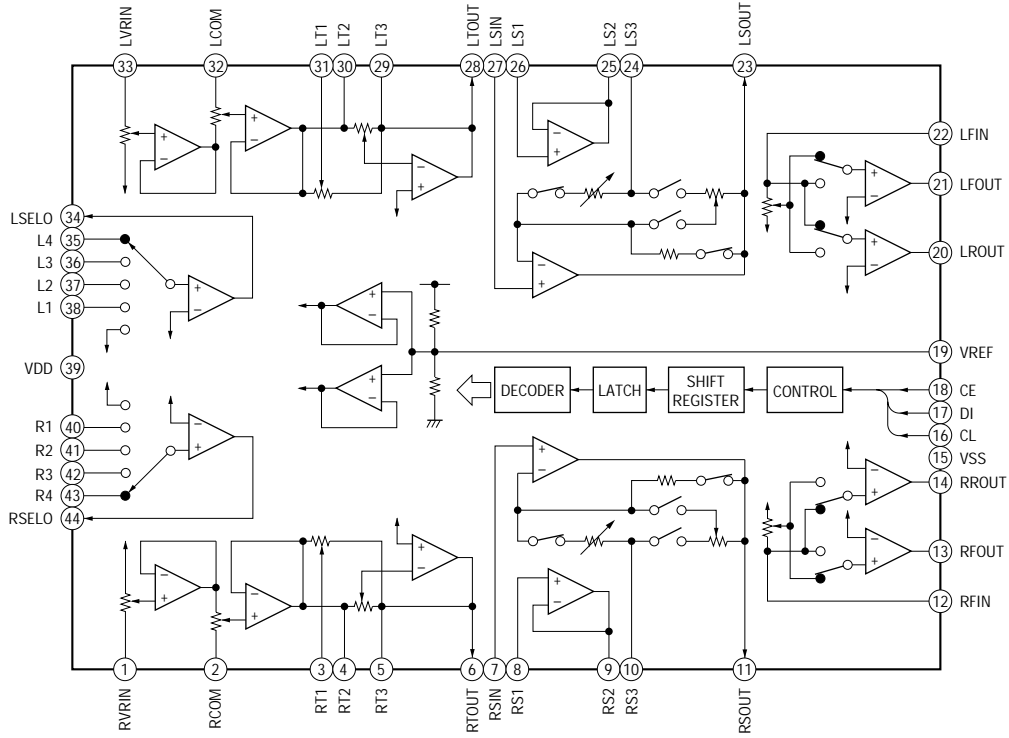 LVRIN
LCOM
LT1
LT2
LT3
LTOUT
LSIN
LS1
LS2
LS3
LSOUT
33
32
31
30
29
28
27
26
25
24
23
22 LFIN
21 LFOUT
20 LROUT
LSELO 34
L4 35
L3 36
L2 37
L1 38
VDD 39
R1 40
R2 41
R3 42
R4 43
RSELO 44
19 VREF
DECODER
LATCH
SHIFT
REGISTER
CONTROL
18 CE
17 DI
16 CL
15 VSS
14 RROUT
13 RFOUT
12 RFIN
1
2
3
4
5
6
7
8
9
10
11
RVRIN
RCOM
RT1
RT2
RT3
RTOUT
RSIN
RS1
RS2
RS3
RSOUT